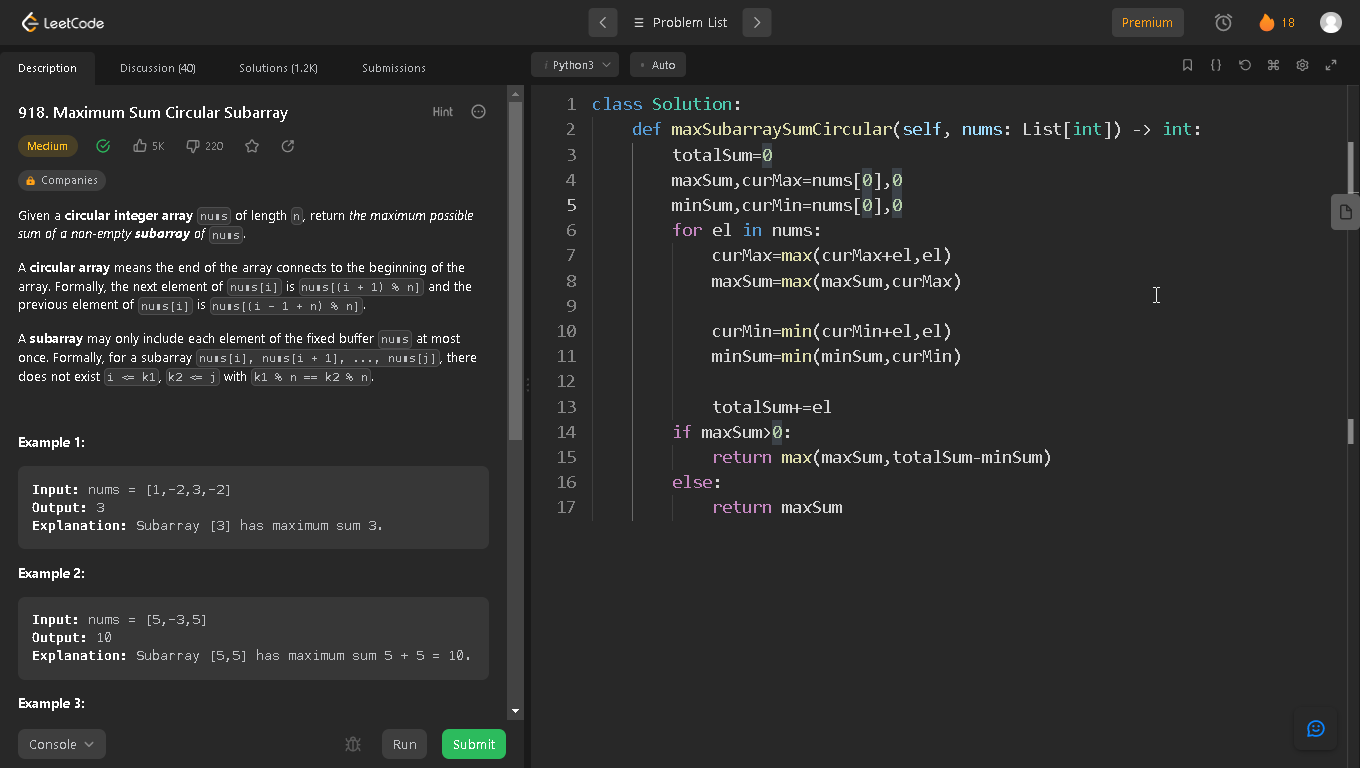 LeetCode
Problem List
Premium
18
Description
Discussion (40)
Solutions (1.2K)
Submissions
i Python3
Auto
918. Maximum Sum Circular Subarray
Hint
Medium
5K
220
Companies
Given a circular integer array nums of length n, return the maximum possible
sum of a non-empty subarray of nums.
A circular array means the end of the array connects to the beginning of the
array. Formally, the next element of nums[i] is nums[(i + 1) % n] and the
previous element of nums[i] is nums[(i - 1 + n) % n].
A subarray may only include each element of the fixed buffer nums at most
once. Formally, for a subarray nums[i], nums[i + 1], ..., nums[j], there
does not exist i <= k1, k2 <= j with k1 % n == k2 % n.
Example 1:
Input: nums = [1,-2,3,-2]
Output: 3
Explanation: Subarray [3] has maximum sum 3.
Example 2:
Input: nums = [5,-3,5]
Output: 10
Explanation: Subarray [5,5] has maximum sum 5 + 5 = 10.
Example 3:
Console
Run
Submit
1 class Solution:
2 def maxSubarraySumCircular(self, nums: List[int]) -> int:
3 totalSum=0
4 maxSum,curMax=nums[0],0
5 minSum,curMin=nums[0],0
6 for el in nums:
7 curMax=max(curMax+el,el)
8 maxSum=max(maxSum,curMax)
9
10 curMin=min(curMin+el,el)
11 minSum=min(minSum,curMin)
12
13 totalSum+=el
14 if maxSum>0:
15 return max(maxSum,totalSum-minSum)
16 else:
17 return maxSum